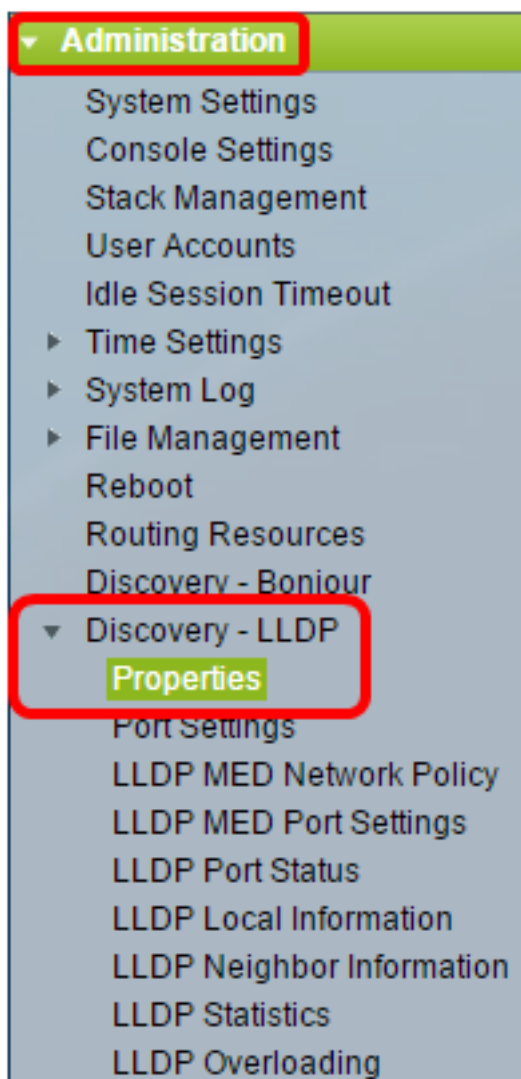 Administration
System Settings
Console Settings
Stack Management
User Accounts
Idle Session Timeout
Time Settings
System Log
File Management
Reboot
Routing Resources
Discovery - Bonjour
Discovery - LLDP
Properties
Port Settings
LLDP MED Network Policy
LLDP MED Port Settings
LLDP Port Status
LLDP Local Information
LLDP Neighbor Information
LLDP Statistics
LLDP Overloading